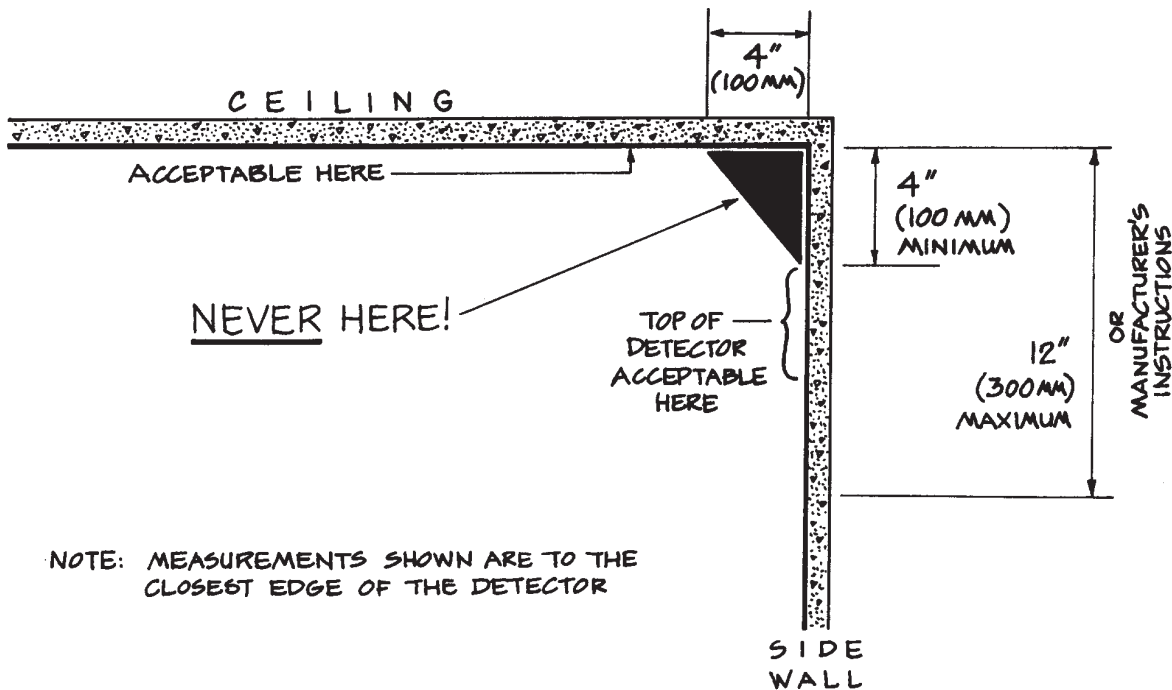 4"
(100MM)
CEILING
ACCEPTABLE HERE
4"
(100 MM)
MINIMUM
NEVER HERE!
TOP OF
DETECTOR
ACCEPTABLE
HERE
12"
(300MM)
MAXIMUM
OR
MANUFACTURER'S
INSTRUCTIONS
NOTE: MEASUREMENTS SHOWN ARE TO THE
CLOSEST EDGE OF THE DETECTOR
SIDE
WALL